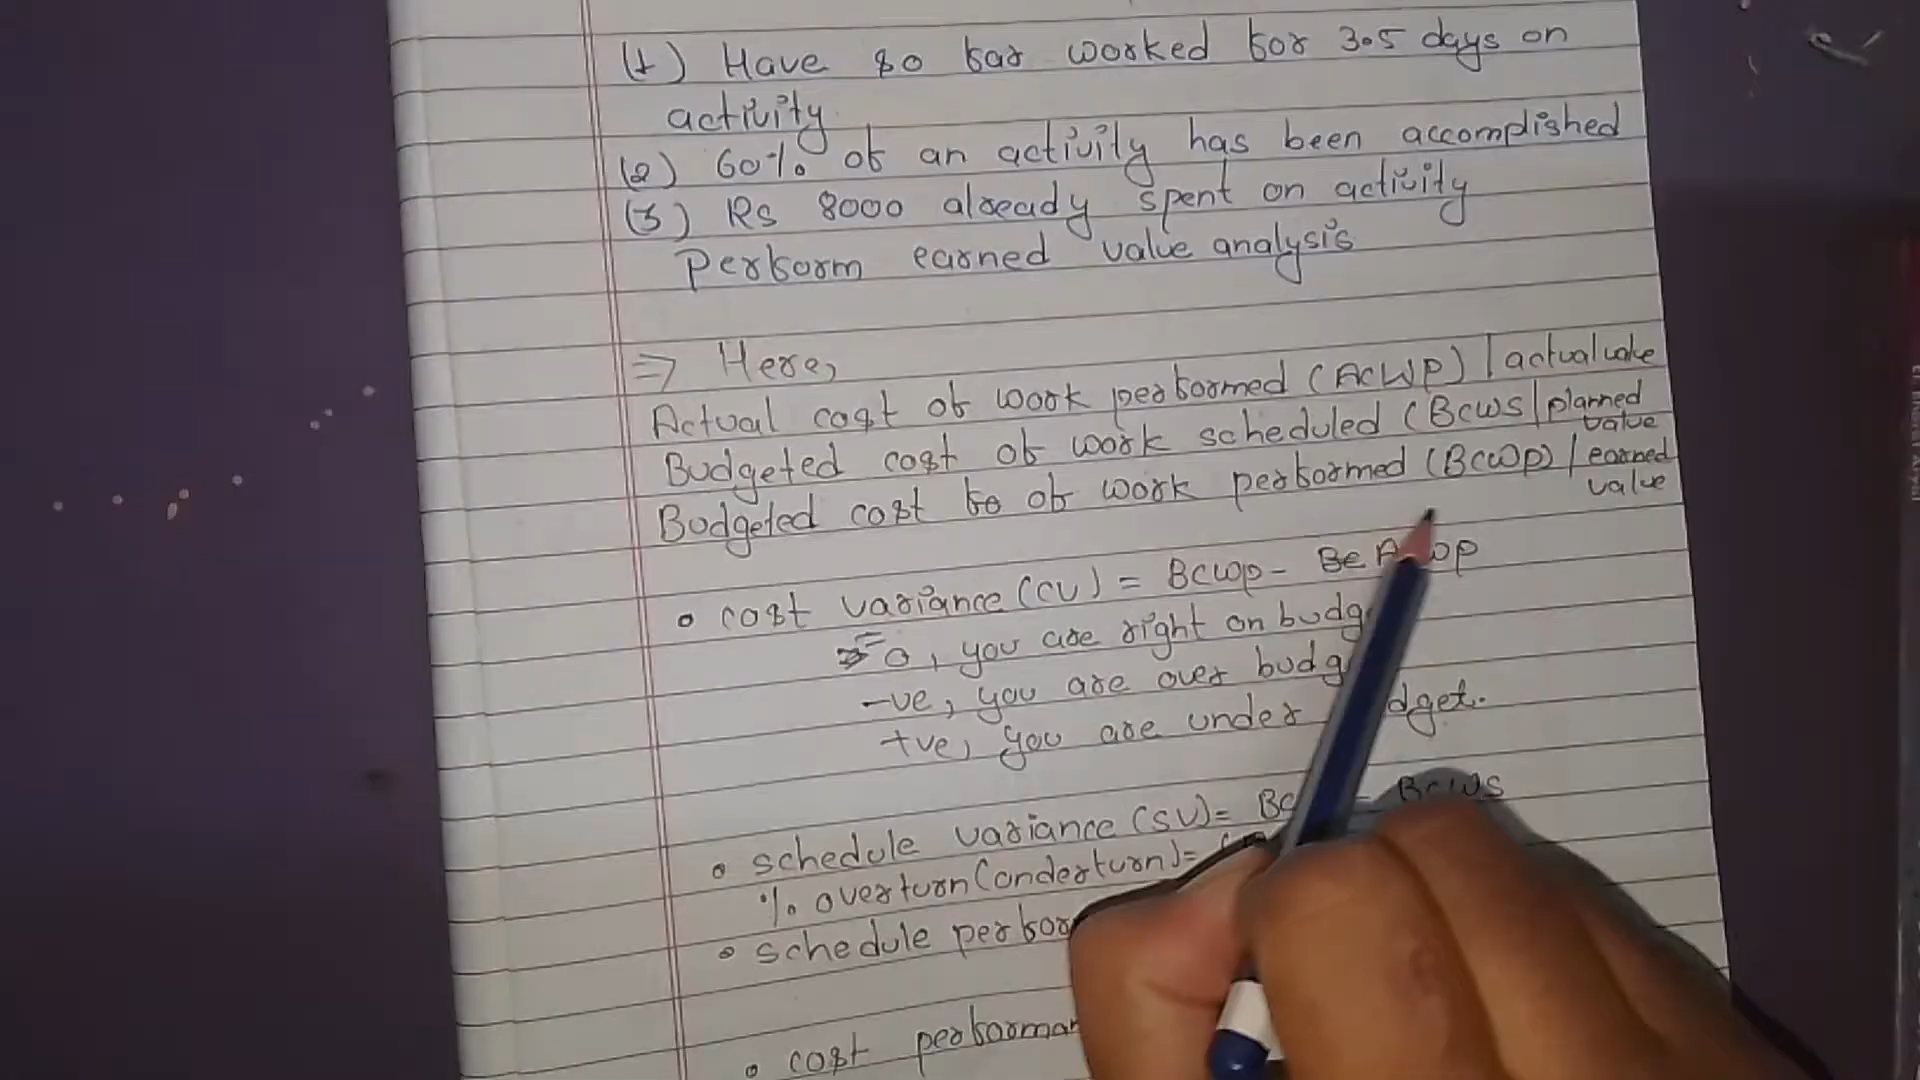 (1) Have so far worked for 3.5 days on
activity
(2) 60% of an activity has been accomplished
(3) Rs 8000 already spent on activity
Perform earned value analysis
=> Here,
Actual cost of work performed (ACWP) | actual value
Budgeted cost of work scheduled (BCWS | planned value
Budgeted cost fo of work performed (BCWP) / earned value
• cost variance (CV) = BCWP - Be
= 0, you are right on
-ve, you are over
+ve, you are under
• schedule variance (SV) = BCWS
% overturn (underturn) =
• schedule
• cost